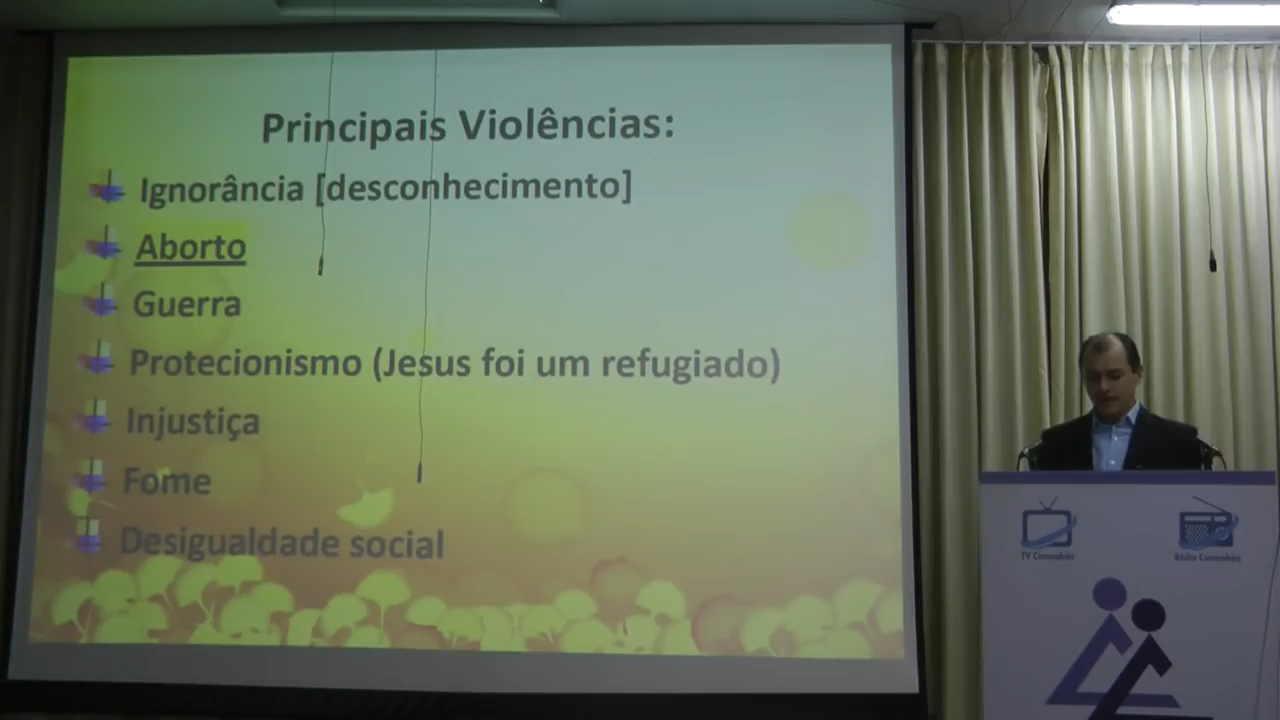 Principais Violências:
Ignorância [desconhecimento]
Aborto
Guerra
Protecionismo (Jesus foi um refugiado)
Injustiça
Fome
Desigualdade social
TV Comunhão
Rádio Comunhão